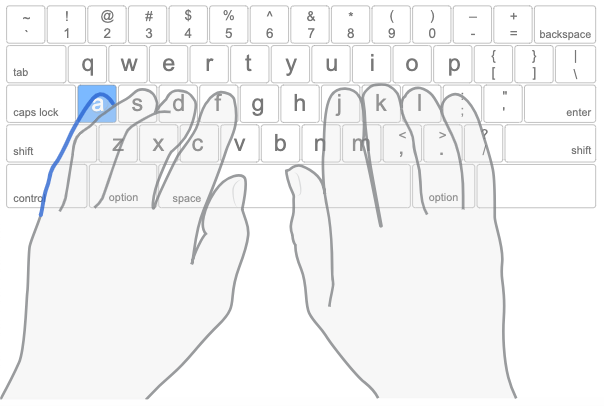 ~ ! @ # $ % ^ & * ( ) – +
` 1 2 3 4 5 6 7 8 9 0 - = backspace
tab q w e r t y u i o p { [ } ] | \
caps lock a s d f g h j k l : ; " ' enter
shift z x c v b n m < , > . ? / shift
control option space option